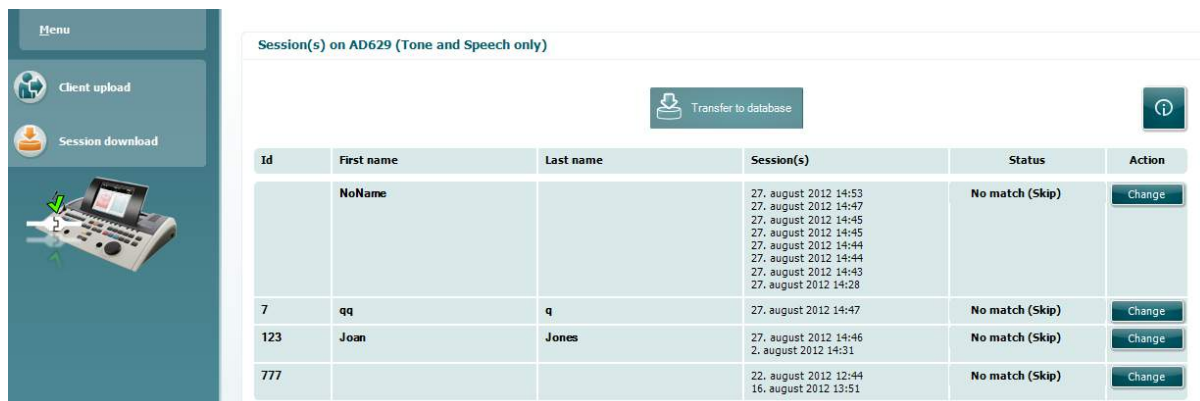 Menu
Client upload
Session download
Session(s) on AD629 (Tone and Speech only)
Transfer to database
Id First name Last name Session(s) Status Action
NoName 27. august 2012 14:53 No match (Skip) Change
27. august 2012 14:47
27. august 2012 14:45
27. august 2012 14:45
27. august 2012 14:44
27. august 2012 14:44
27. august 2012 14:43
27. august 2012 14:28
7 qq q 27. august 2012 14:47 No match (Skip) Change
123 Joan Jones 27. august 2012 14:46 No match (Skip) Change
2. august 2012 14:31
777 22. august 2012 12:44 No match (Skip) Change
16. august 2012 13:51